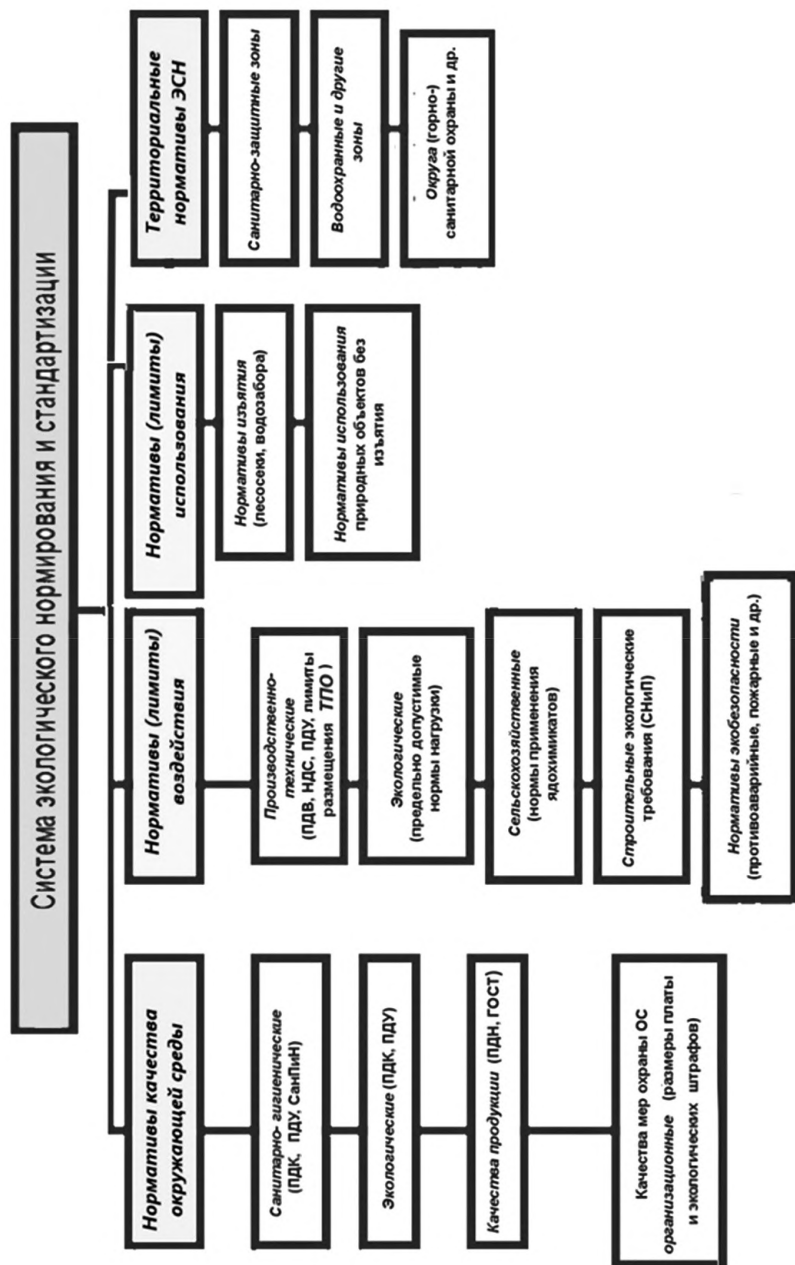 Система экологического нормирования и стандартизации
Нормативы качества
окружающей среды
Санитарно- гигиенические
(ПДК, ПДУ, СанПиН)
Экологические (ПДК, ПДУ)
Качества продукции (ПДН, ГОСТ)
Качества мер охраны ОС
организационные (размеры платы
и экологических штрафов)
Нормативы (лимиты)
воздействия
Производственно-
технические
(ПДВ, НДС, ПДУ, лимиты
размещения ТПО )
Экологические
(предельно допустимые
нормы нагрузки)
Сельскохозяйственные
(нормы применения
ядохимикатов)
Строительные экологические
требования (СНиП)
Нормативы экобезопасности
(противоаварийные, пожарные и др.)
Нормативы (лимиты)
использования
Нормативы изъятия
(лесосеки, водозабора)
Нормативы использования
природных объектов без
изъятия
Территориальные
нормативы ЭСН
Санитарно-защитные зоны
Водоохранные и другие
зоны
Округа (горно-)
санитарной охраны и др.